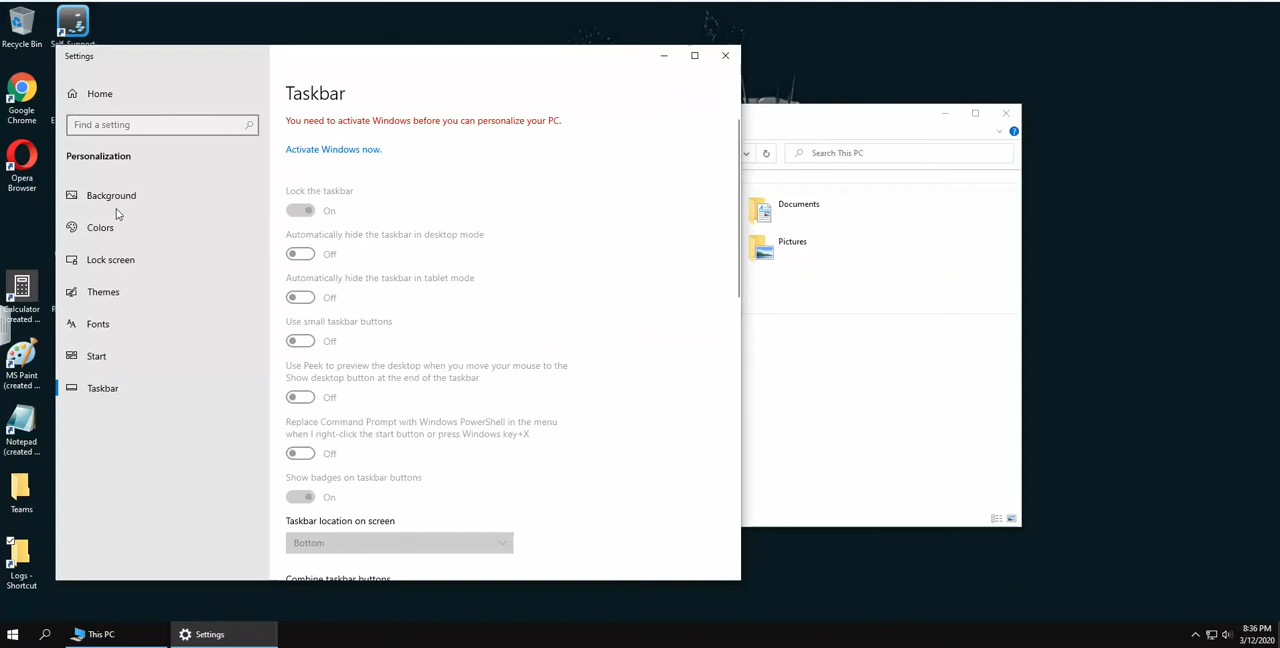 Recycle Bin
Self-Support
Google
Chrome
Opera
Browser
Calculator
(created ...
MS Paint
(created ...
Notepad
(created ...
Teams
Logs -
Shortcut
Settings
Home
Find a setting
Personalization
Background
Colors
Lock screen
Themes
Fonts
Start
Taskbar
Taskbar
You need to activate Windows before you can personalize your PC.
Activate Windows now.
Lock the taskbar
On
Automatically hide the taskbar in desktop mode
Off
Automatically hide the taskbar in tablet mode
Off
Use small taskbar buttons
Off
Use Peek to preview the desktop when you move your mouse to the
Show desktop button at the end of the taskbar
Off
Replace Command Prompt with Windows PowerShell in the menu
when I right-click the start button or press Windows key+X
Off
Show badges on taskbar buttons
On
Taskbar location on screen
Bottom
Combine taskbar buttons
Search This PC
Documents
Pictures
This PC
Settings
8:36 PM
3/12/2020